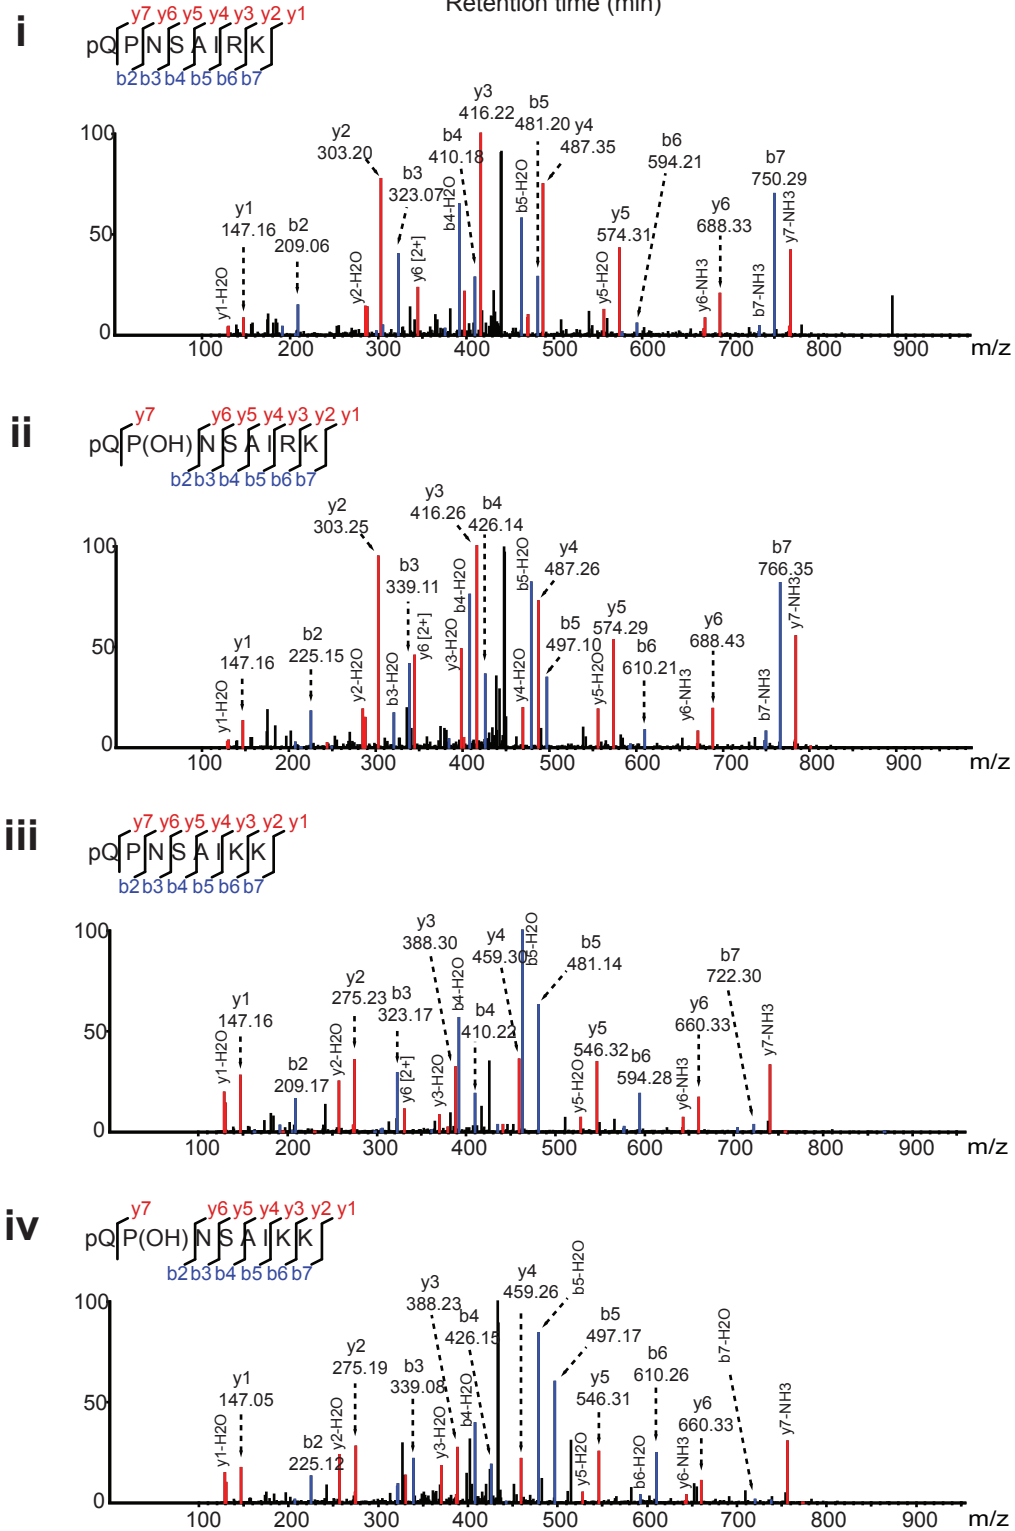 Retention time (min)
i
y7 y6 y5 y4 y3 y2 y1
pQ P N S A I R K
b2 b3 b4 b5 b6 b7
y3
416.22
b5
481.20
y4
487.35
y2
303.20
b4
410.18
b6
594.21
b3
323.07
b7
750.29
y1
147.16
b2
209.06
y5
574.31
y6
688.33
y1-H2O
y2-H2O
y6 [2+]
b4-H2O
b5-H2O
y5-H2O
y6-NH3
b7-NH3
y7-NH3
100
50
0
100 200 300 400 500 600 700 800 900 m/z
ii
y7 y6 y5 y4 y3 y2 y1
pQ P(OH) N S A I R K
b2 b3 b4 b5 b6 b7
y2
303.25
y3
416.26
b4
426.14
y4
487.26
b7
766.35
b3
339.11
y1
147.16
b2
225.15
b5
497.10
y5
574.29
b6
610.21
y6
688.43
y1-H2O
y2-H2O
b3-H2O
y6 [2+]
y3-H2O
b4-H2O
y4-H2O
b5-H2O
y5-H2O
y6-NH3
b7-NH3
y7-NH3
100
50
0
100 200 300 400 500 600 700 800 900 m/z
iii
y7 y6 y5 y4 y3 y2 y1
pQ P N S A I K K
b2 b3 b4 b5 b6 b7
y3
388.30
y4
459.30
b5
481.14
b7
722.30
y2
275.23
b3
323.17
y1
147.16
b2
209.17
b4
410.22
y5
546.32
b6
594.28
y6
660.33
y1-H2O
y2-H2O
y6 [2+]
y3-H2O
b4-H2O
b5-H2O
y5-H2O
y6-NH3
y7-NH3
100
50
0
100 200 300 400 500 600 700 800 900 m/z
iv
y7 y6 y5 y4 y3 y2 y1
pQ P(OH) N S A I K K
b2 b3 b4 b5 b6 b7
y3
388.23
y4
459.26
b4
426.15
b5
497.17
y2
275.19
b3
339.08
y1
147.05
b2
225.12
y5
546.31
b6
610.26
y6
660.33
y1-H2O
y2-H2O
y3-H2O
b4-H2O
b5-H2O
y5-H2O
b6-H2O
y6-NH3
b7-H2O
y7-NH3
100
50
0
100 200 300 400 500 600 700 800 900 m/z